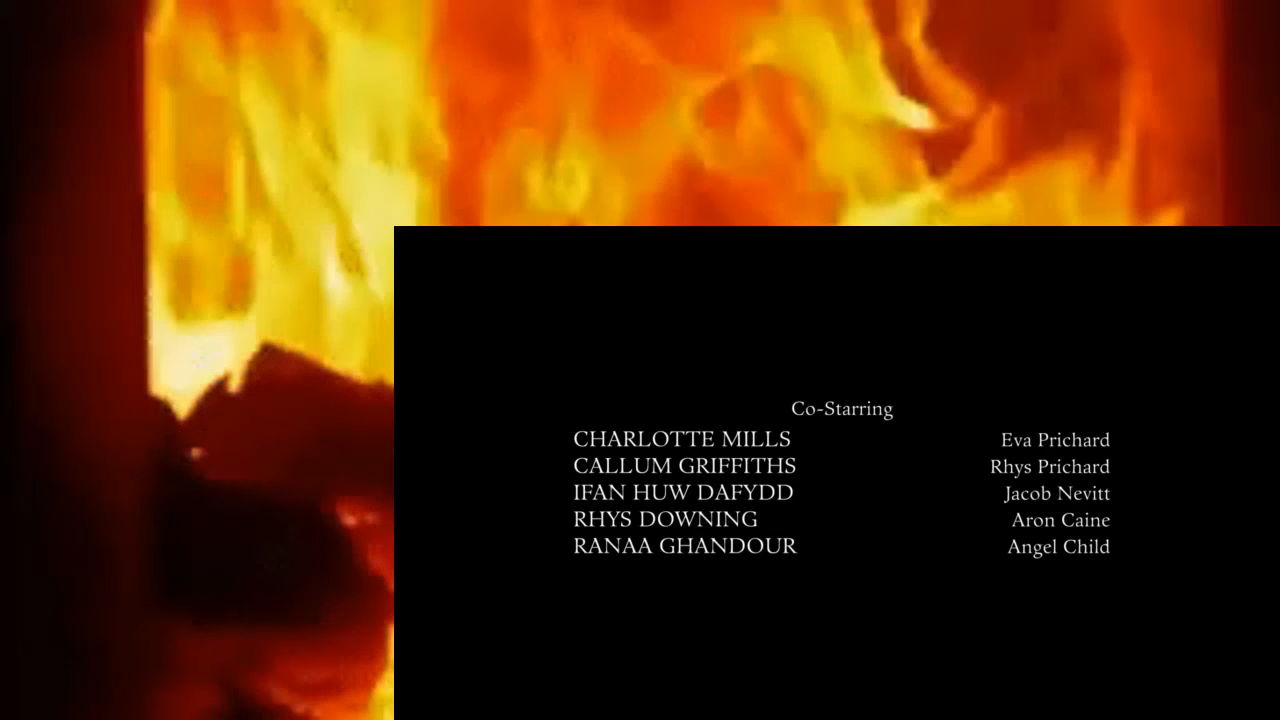 Co-Starring
CHARLOTTE MILLS Eva Prichard
CALLUM GRIFFITHS Rhys Prichard
IFAN HUW DAFYDD Jacob Nevitt
RHYS DOWNING Aron Caine
RANAA GHANDOUR Angel Child